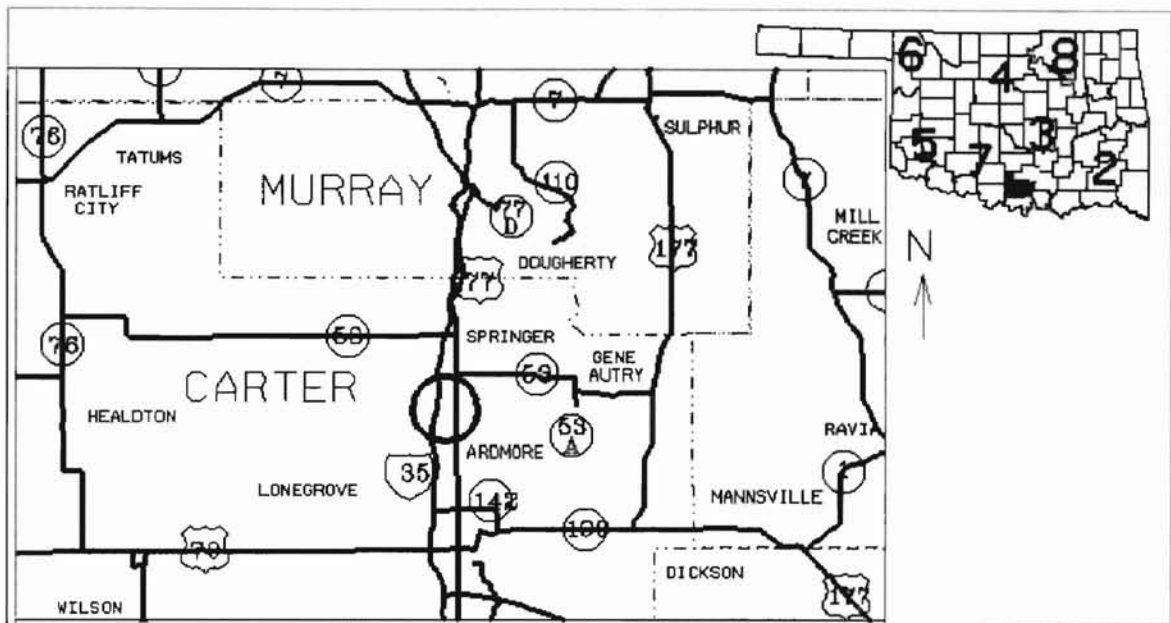 6
4
8
5
7
3
2
7
7
76
SULPHUR
TATUMS
RATLIFF
CITY
MURRAY
110
77
D
MILL
CREEK
177
N
DOUGHERTY
77
SPRINGER
76
53
GENE
AUTRY
53
CARTER
HEALDTON
53
A
RAVIA
ARDMORE
35
1
LONEGROVE
142
MANNSVILLE
199
70
DICKSON
177
WILSON